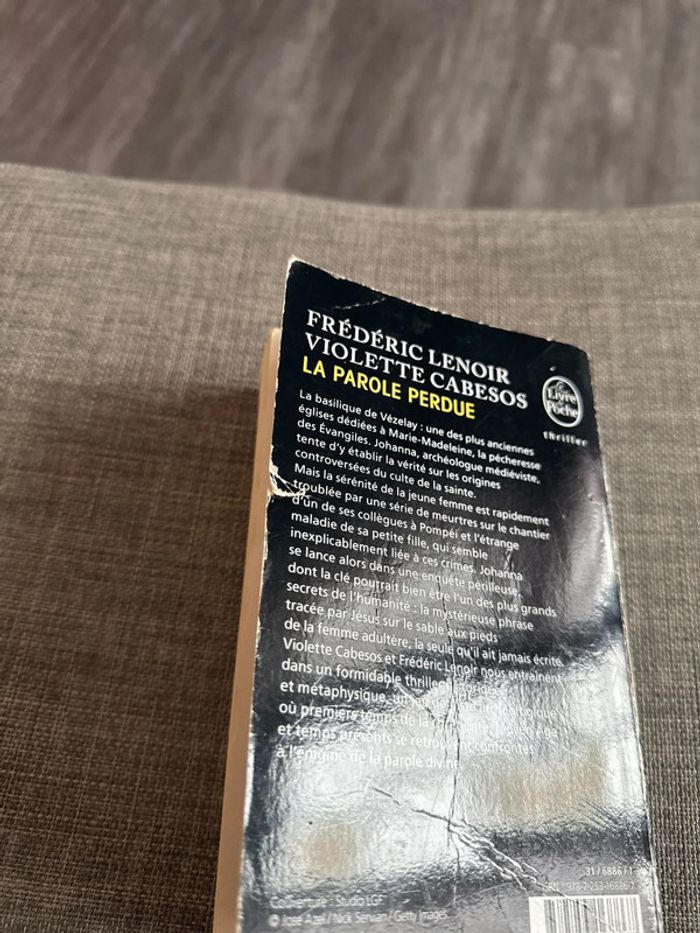 FRÉDÉRIC LENOIR
VIOLETTE CABESOS
LA PAROLE PERDUE
Le
Livre
de
Poche
thriller
La basilique de Vézelay : une des plus anciennes
églises dédiées à Marie-Madeleine, la pécheresse
des Évangiles. Johanna, archéologue médiéviste,
tente d'y établir la vérité sur les origines
controversées du culte de la sainte.
Mais la sérénité de la jeune femme est rapidement
troublée par une série de meurtres sur le chantier
d'un de ses collègues à Pompéi et l'étrange
maladie de sa petite fille, qui semble
inexplicablement liée à ces crimes. Johanna
se lance alors dans une enquête périlleuse,
dont la clé pourrait bien être l'un des plus grands
secrets de l'humanité : la mystérieuse phrase
tracée par Jésus sur le sable aux pieds
de la femme adultère, la seule qu'il ait jamais écrite.
Violette Cabesos et Frédéric Lenoir nous entraînent
dans un formidable thriller
et métaphysique,
où premiers temps de la Moyen Âge
et temps présents se retrouvent confrontés
à l'énigme de la parole divine.
31/6886/1
ISBN : 978-2-253-16886-7
Couverture : Studio LGF
© José Azel / Nick Servian / Getty Images.